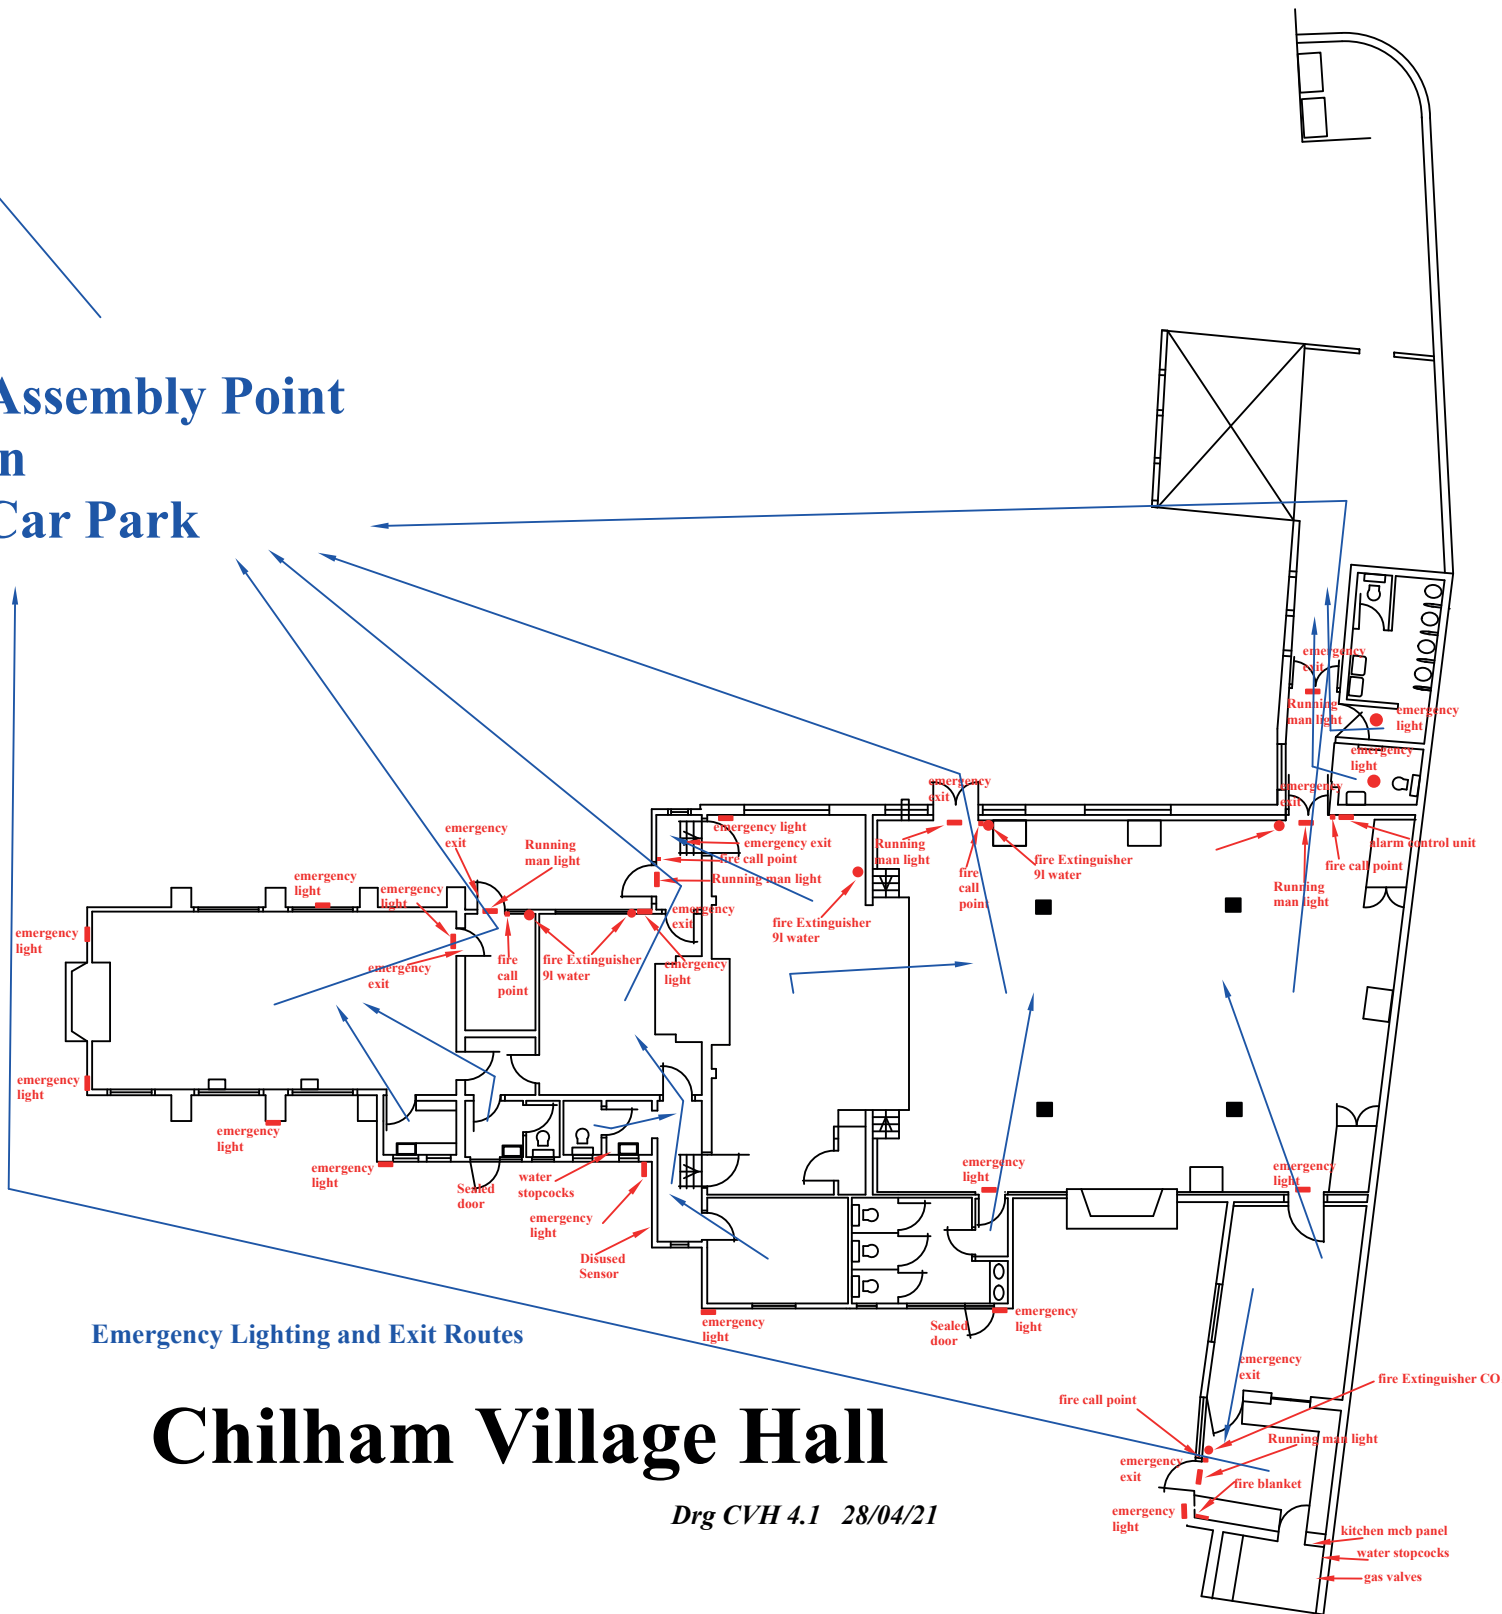 Assembly Point
n
Car Park
emergency
exit
Running
man light
emergency
light
emergency
light
emergency
exit
emergency
exit
Running
man light
fire
call
point
fire Extinguisher
9l water
fire call point
alarm control unit
Running
man light
emergency light
emergency exit
fire call point
Running man light
fire Extinguisher
9l water
emergency
exit
emergency
light
emergency
exit
Running
man light
emergency
light
emergency
light
emergency
light
emergency
exit
fire
call
point
fire Extinguisher
9l water
emergency
light
emergency
light
emergency
light
Sealed
door
water
stopcocks
emergency
light
Disused
Sensor
emergency
light
emergency
light
emergency
light
Sealed
door
emergency
light
Emergency Lighting and Exit Routes
Chilham Village Hall
Drg CVH 4.1 28/04/21
emergency
exit
fire Extinguisher CO
fire call point
Running man light
emergency
exit
fire blanket
emergency
light
kitchen mcb panel
water stopcocks
gas valves